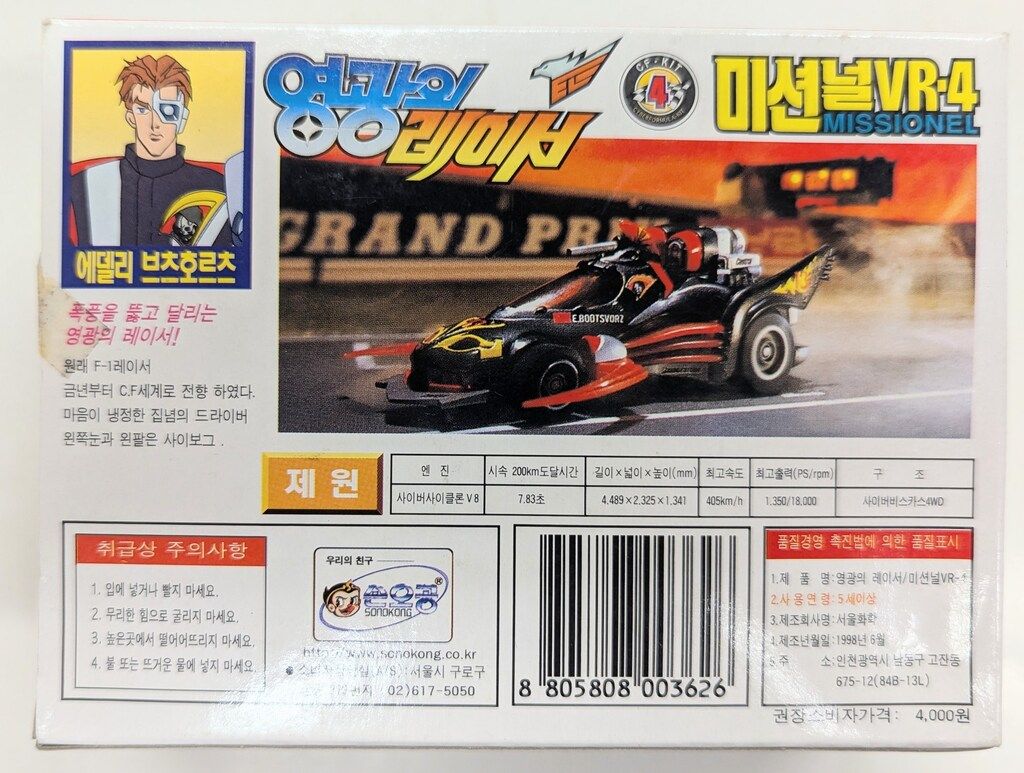 영광의
레이서
CF·KIT
4
미션널VR-4
MISSIONEL
에델리 브츠호르츠
GRAND PR
E.BOOTSVORZ
폭풍을 뚫고 달리는
영광의 레이서!
원래 F-1레이서
금년부터 C.F세계로 전향 하였다.
마음이 냉정한 집념의 드라이버
왼쪽눈과 왼팔은 사이보그 .
제원
엔 진 시속 200km도달시간 길이×넓이×높이(mm) 최고속도 최고출력(PS/rpm) 구 조
사이버사이클론 V8 7.83초 4,489×2,325×1,341 405km/h 1,350/18,000 사이버비스카스4WD
취급상 주의사항
1. 입에 넣거나 빨지 마세요.
2. 무리한 힘으로 굴리지 마세요.
3. 높은곳에서 떨어뜨리지 마세요.
4. 불 또는 뜨거운 물에 넣지 마세요.
우리의 친구
손오공®
SONOKONG
http://www.sonokong.co.kr
서울시 구로구
02)617-5050
8 805808 003626
품질경영 촉진법에 의한 품질표시
1.제 품 명:영광의 레이서/미션널VR-4
2.사 용 연 령:5세이상
3.제조회사명:서울화학
4.제조년월일:1998년 6월
5.주 소:인천광역시 남동구 고잔동
675-12(84B-13L)
권장소비자가격: 4,000원